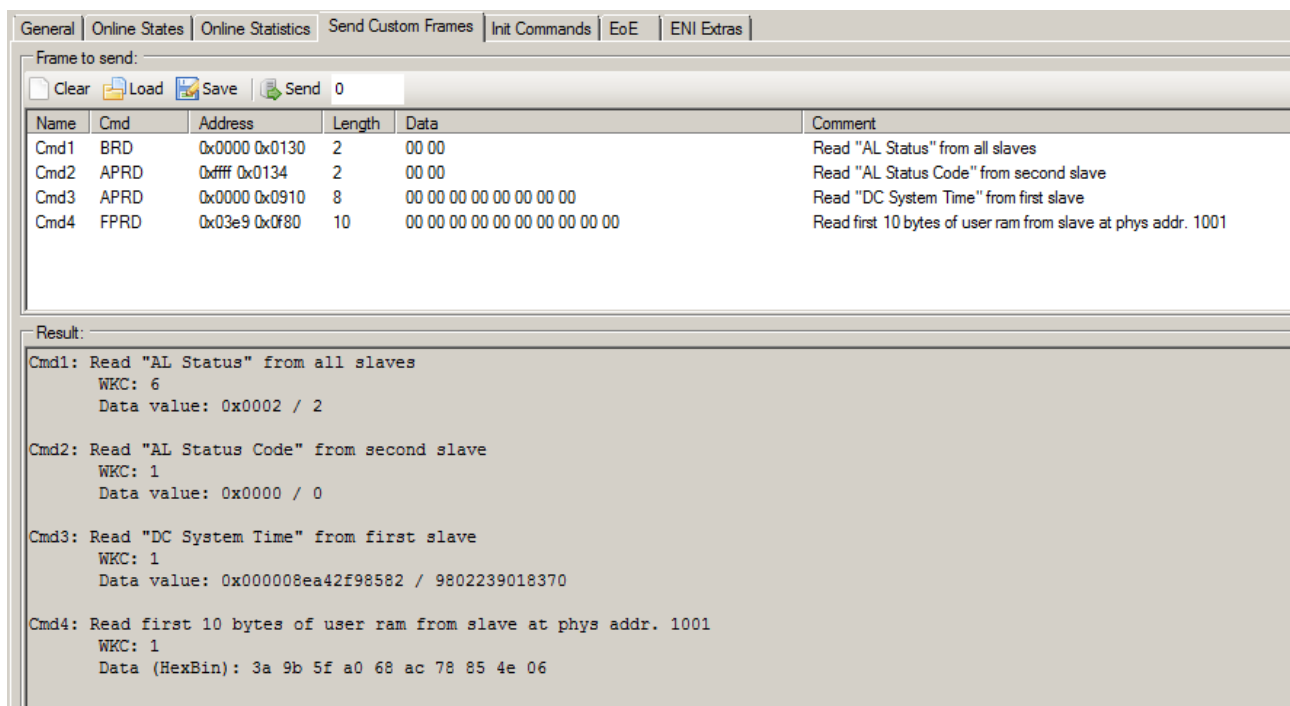 General Online States Online Statistics Send Custom Frames Init Commands EoE ENI Extras
Frame to send:
Clear Load Save Send 0
Name Cmd Address Length Data Comment
Cmd1 BRD 0x0000 0x0130 2 00 00 Read "AL Status" from all slaves
Cmd2 APRD 0xffff 0x0134 2 00 00 Read "AL Status Code" from second slave
Cmd3 APRD 0x0000 0x0910 8 00 00 00 00 00 00 00 00 Read "DC System Time" from first slave
Cmd4 FPRD 0x03e9 0x0f80 10 00 00 00 00 00 00 00 00 00 00 Read first 10 bytes of user ram from slave at phys addr. 1001
Result:
Cmd1: Read "AL Status" from all slaves
WKC: 6
Data value: 0x0002 / 2
Cmd2: Read "AL Status Code" from second slave
WKC: 1
Data value: 0x0000 / 0
Cmd3: Read "DC System Time" from first slave
WKC: 1
Data value: 0x000008ea42f98582 / 9802239018370
Cmd4: Read first 10 bytes of user ram from slave at phys addr. 1001
WKC: 1
Data (HexBin): 3a 9b 5f a0 68 ac 78 85 4e 06